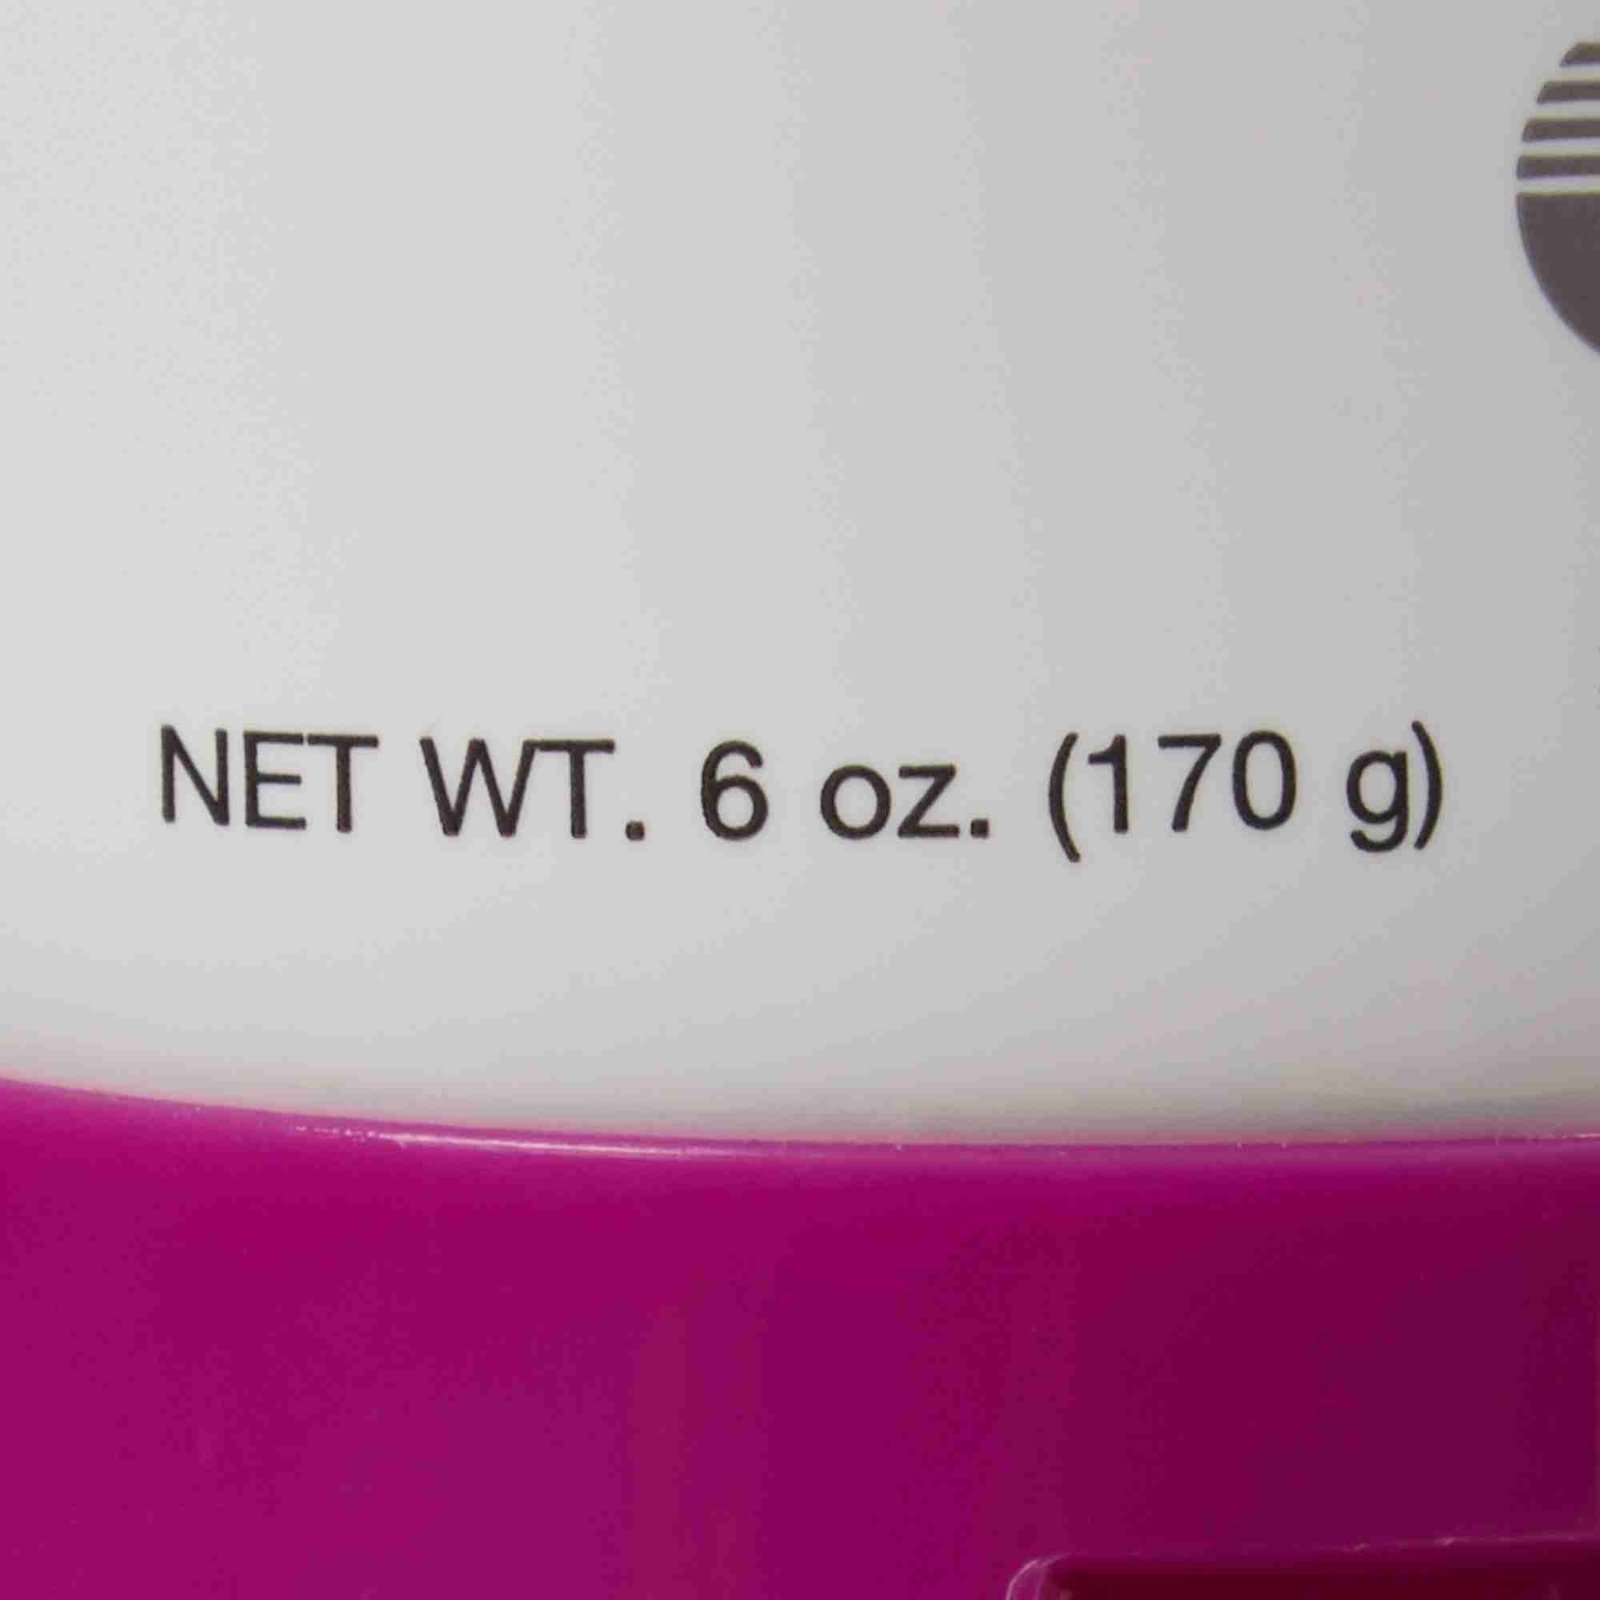 NET WT. 6 oz. (170 g)